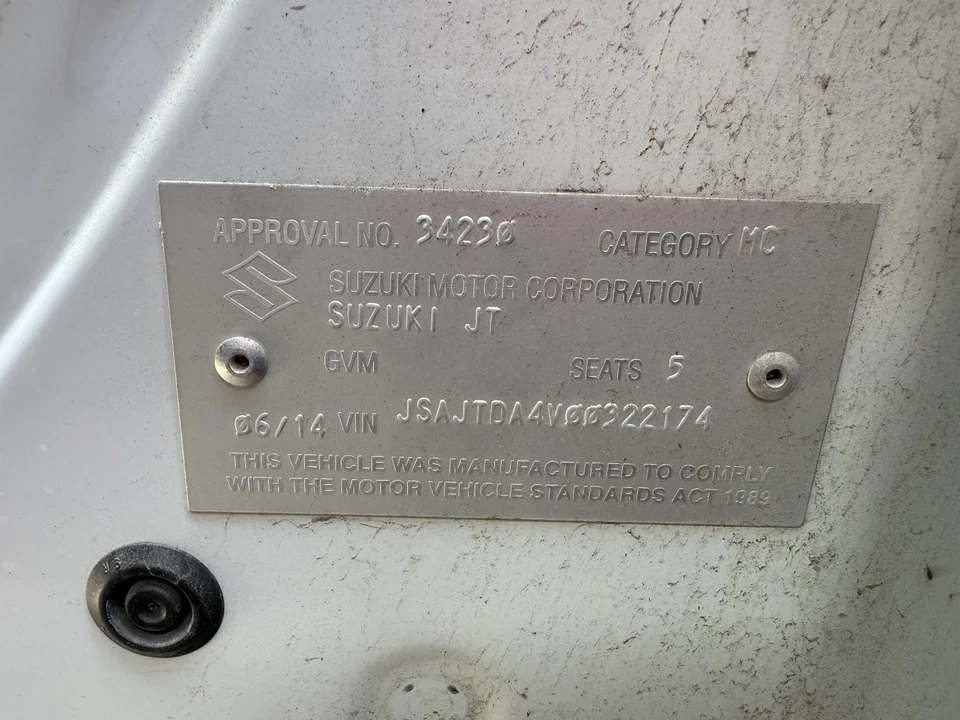 APPROVAL NO. 34230 CATEGORY MC
SUZUKI MOTOR CORPORATION
SUZUKI JT
GVM SEATS 5
06/14 VIN JSAJTDA4V00322174
THIS VEHICLE WAS MANUFACTURED TO COMPLY
WITH THE MOTOR VEHICLE STANDARDS ACT 1989